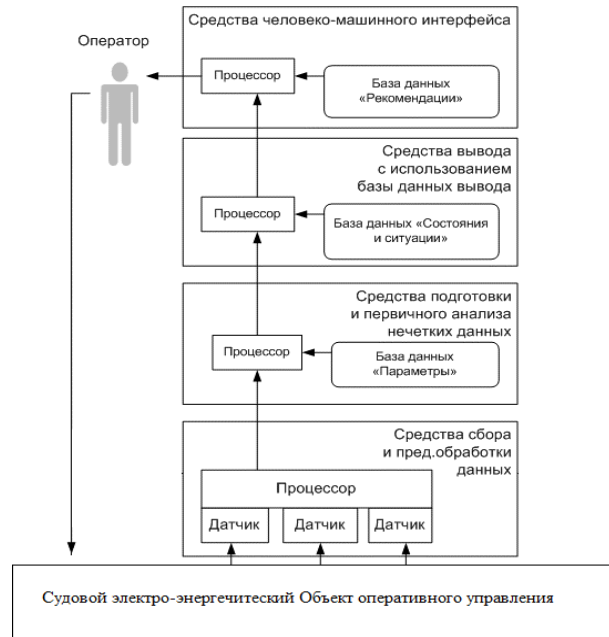 Средства человеко-машинного интерфейса
Оператор
Процессор
База данных
«Рекомендации»
Средства вывода
с использованием
базы данных вывода
Процессор
База данных «Состояния
и ситуации»
Средства подготовки
и первичного анализа
нечетких данных
Процессор
База данных
«Параметры»
Средства сбора
и пред.обработки
данных
Процессор
Датчик
Датчик
Датчик
Судовой электро-энергечитеский Объект оперативного управления